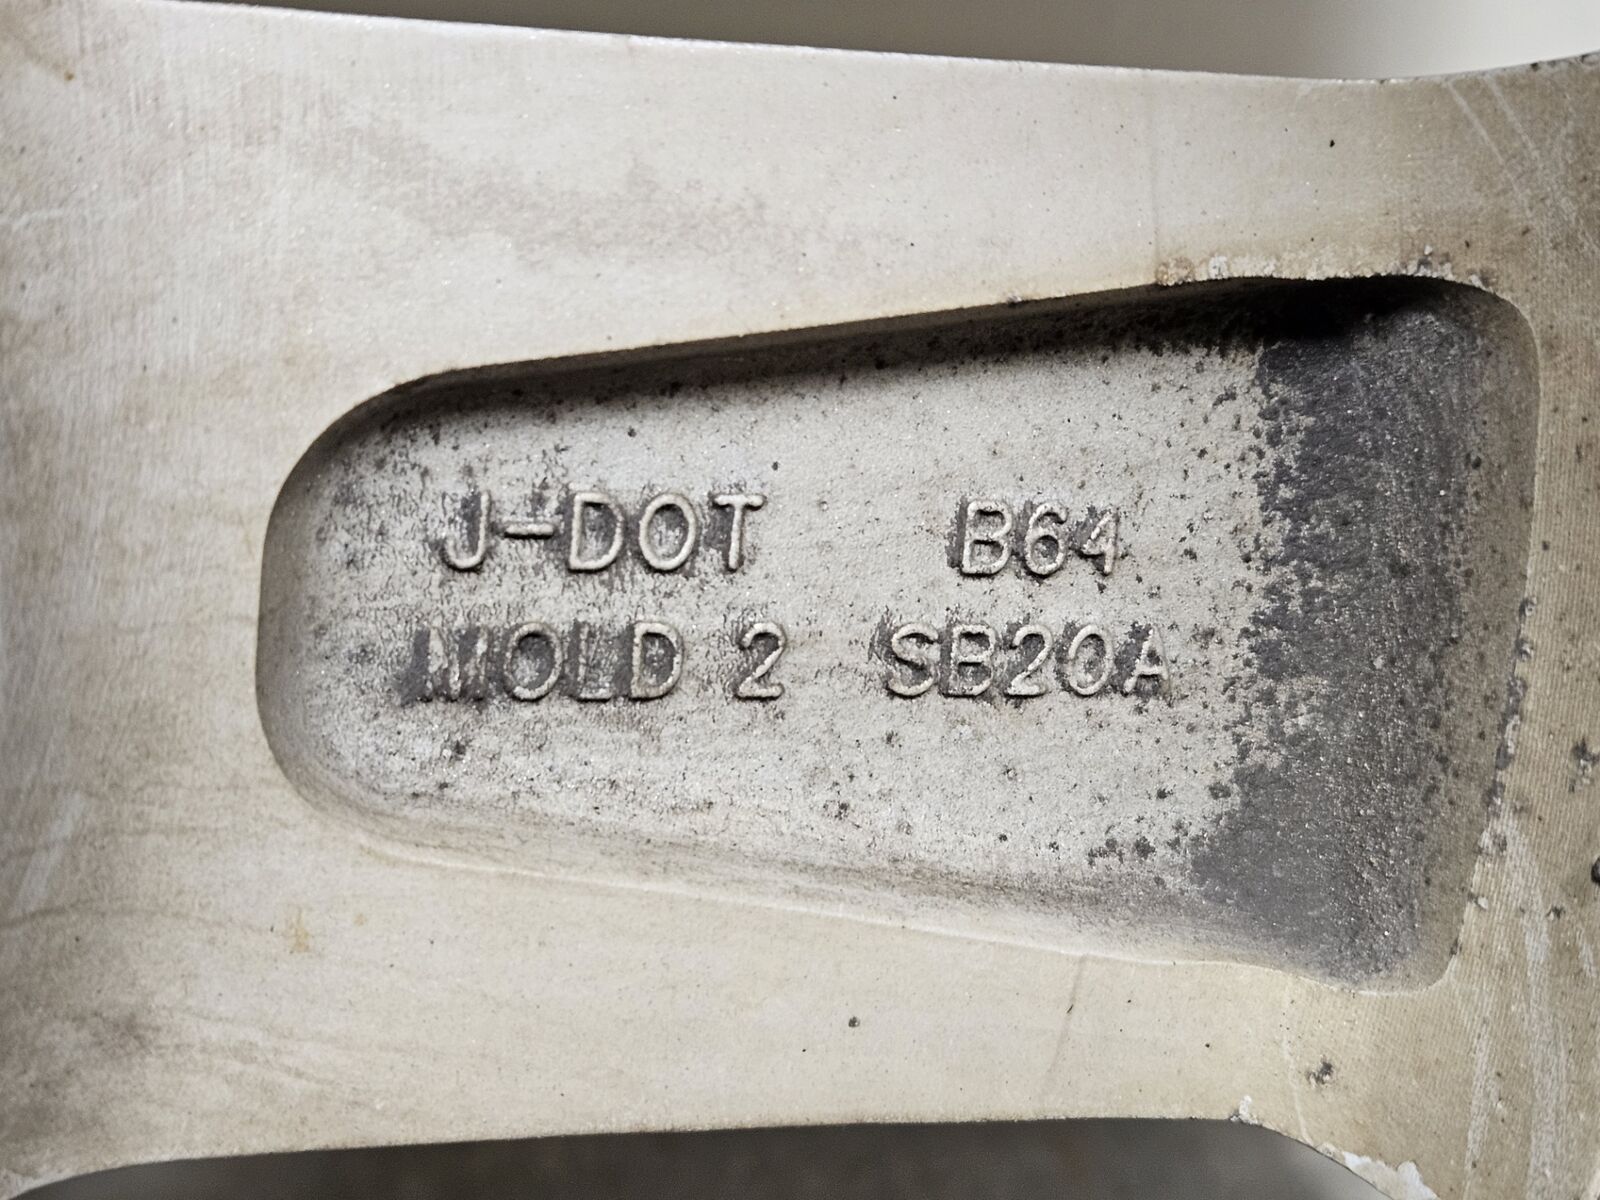 J-DOT B64
MOLD 2 SB20A